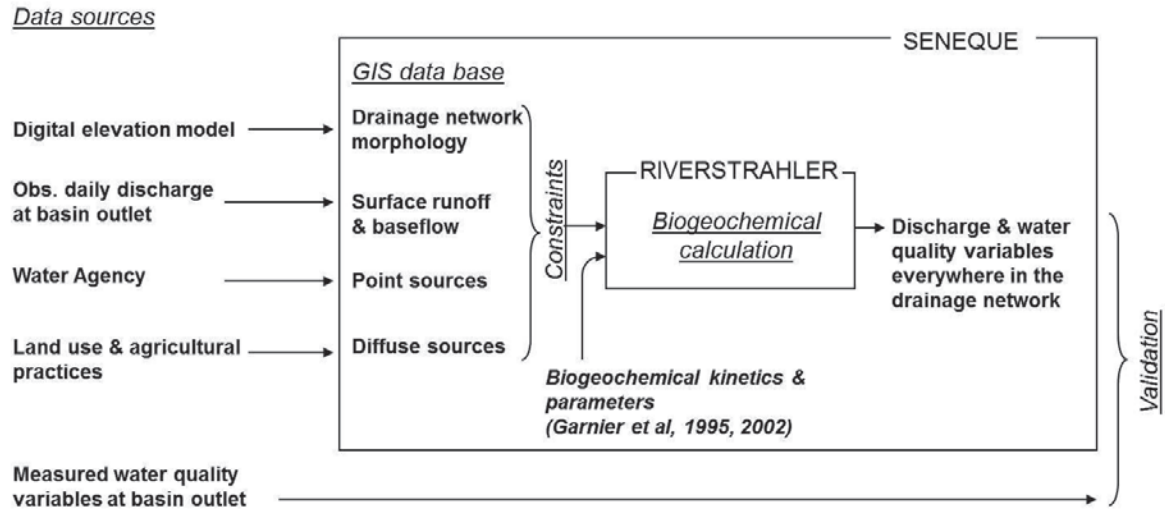 Data sources
SENEQUE
GIS data base
Digital elevation model
Drainage network
morphology
Obs. daily discharge
at basin outlet
Surface runoff
& baseflow
Water Agency
Point sources
Land use & agricultural
practices
Diffuse sources
Constraints
RIVERSTRAHLER
Biogeochemical
calculation
Biogeochemical kinetics &
parameters
(Garnier et al, 1995, 2002)
Discharge & water
quality variables
everywhere in the
drainage network
Validation
Measured water quality
variables at basin outlet